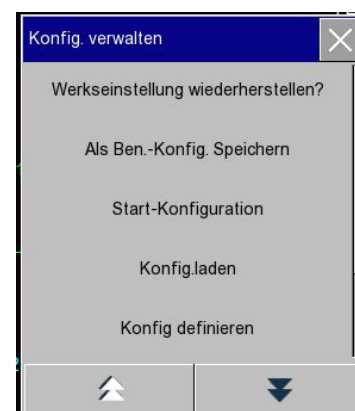 Konfig. verwalten
Werkseinstellung wiederherstellen?
Als Ben.-Konfig. Speichern
Start-Konfiguration
Konfig.laden
Konfig definieren